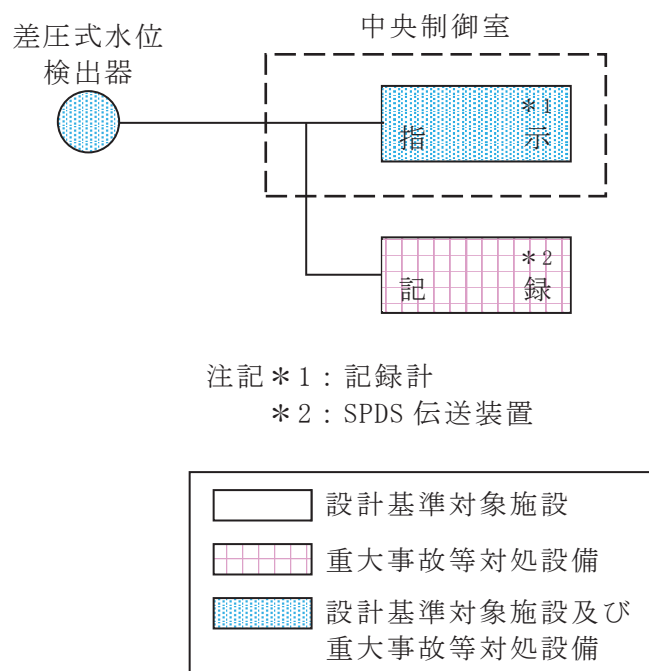 差圧式水位
検出器
中央制御室
*1
指 示
*2
記 録
注記*1：記録計
*2：SPDS 伝送装置
設計基準対象施設
重大事故等対処設備
設計基準対象施設及び
重大事故等対処設備